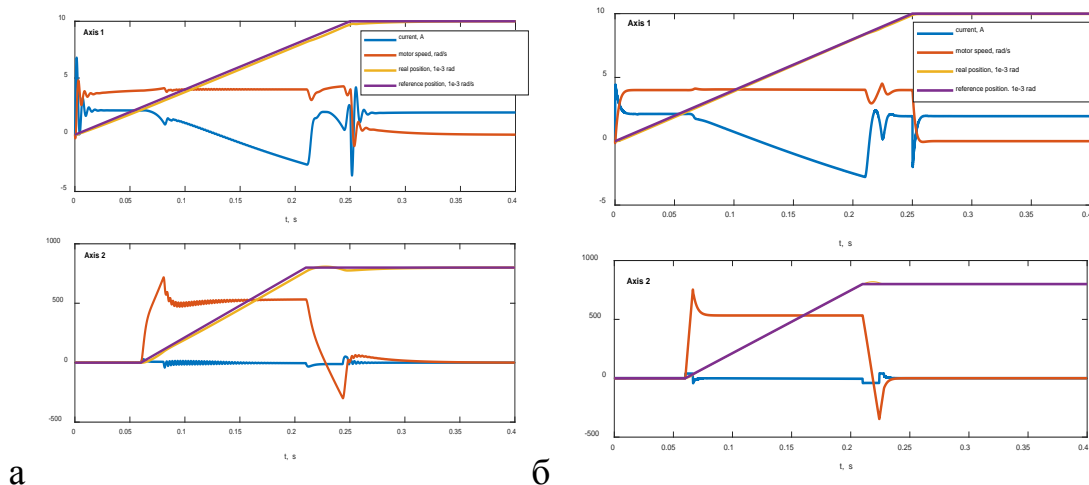 10
5
0
-5
Axis 1
current, A
motor speed, rad/s
real position, 1e-3 rad
reference position, 1e-3 rad/s
0 0.05 0.1 0.15 0.2 0.25 0.3 0.35 0.4
t, s
1000
500
0
-500
Axis 2
0 0.05 0.1 0.15 0.2 0.25 0.3 0.35 0.4
t, s
а
10
5
0
-5
Axis 1
current, A
motor speed, rad/s
real position, 1e-3 rad
reference position. 1e-3 rad
0 0.05 0.1 0.15 0.2 0.25 0.3 0.35 0.4
t, s
1000
500
0
-500
Axis 2
0 0.05 0.1 0.15 0.2 0.25 0.3 0.35 0.4
t, s
б